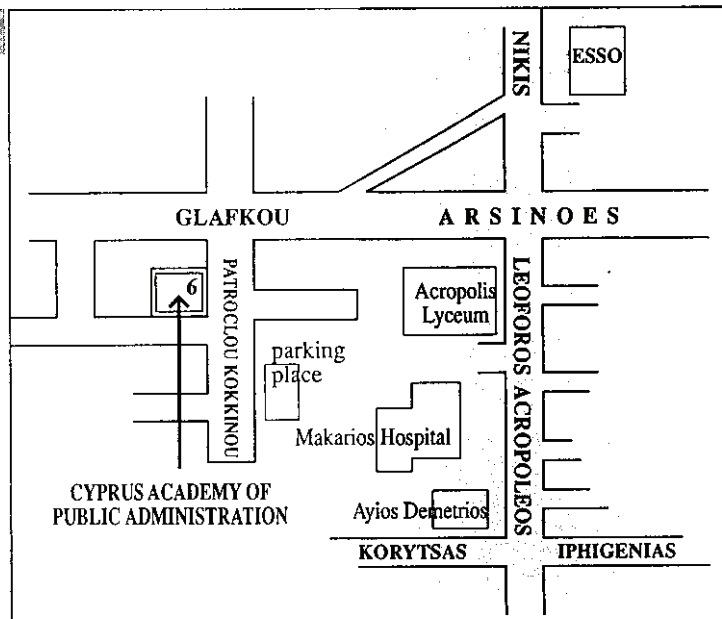 NIKIS
ESSO
GLAFKOU
ARSINOES
6
PATROCLOU KOKKINOU
LEOFOROS ACROPOLEOS
Acropolis
Lyceum
parking
place
Makarios Hospital
CYPRUS ACADEMY OF
PUBLIC ADMINISTRATION
Ayios Demetrios
KORYTSAS
IPHIGENIAS